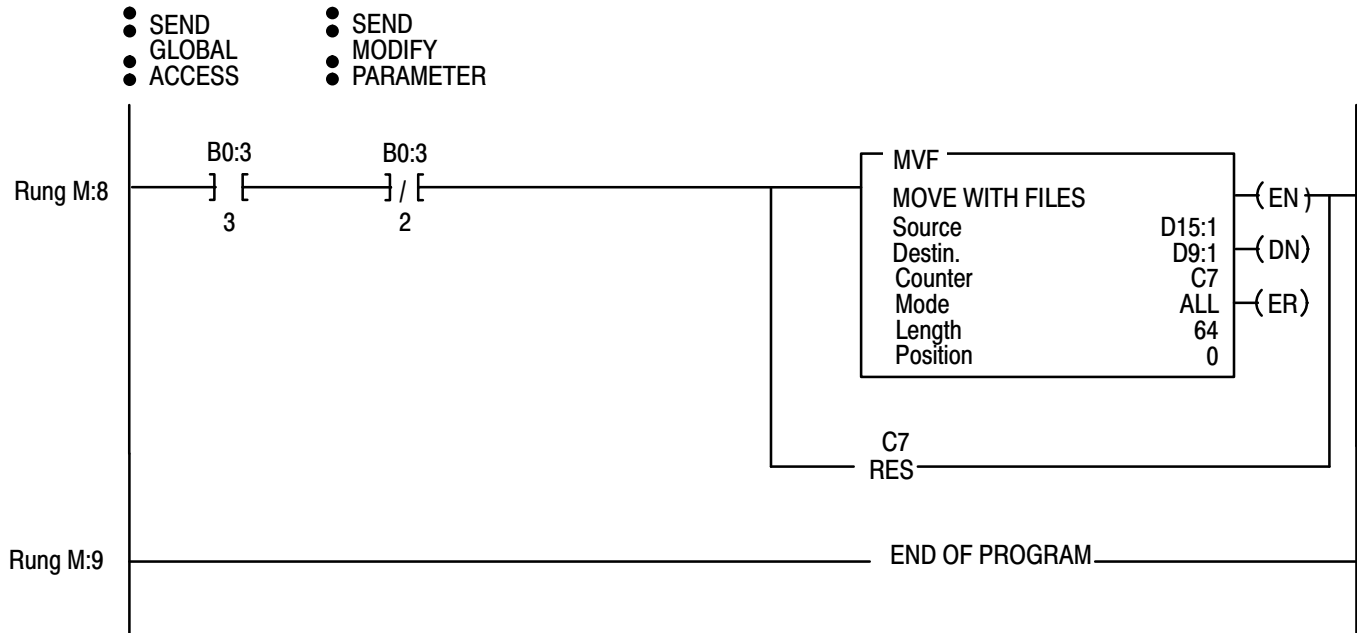 SEND
GLOBAL
ACCESS
SEND
MODIFY
PARAMETER
Rung M:8
B0:3
] [
3
B0:3
] / [
2
MVF
MOVE WITH FILES
Source D15:1
Destin. D9:1
Counter C7
Mode ALL
Length 64
Position 0
( EN )
( DN)
( ER)
C7
RES
Rung M:9
END OF PROGRAM